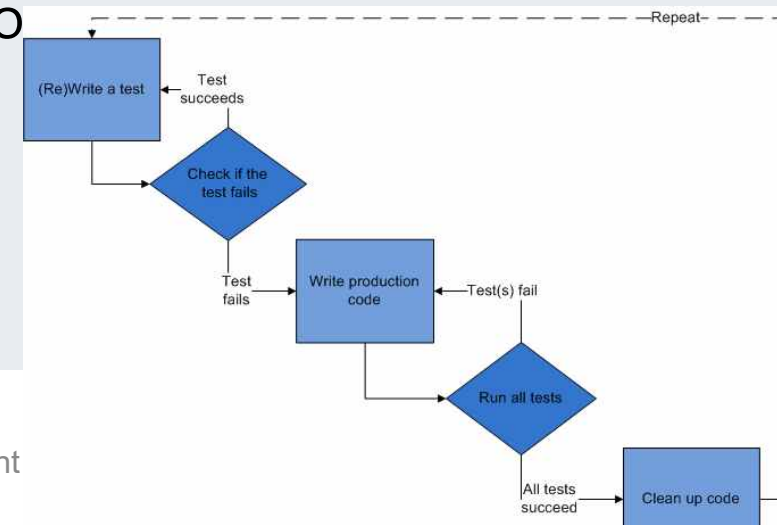 O
Repeat
(Re)Write a test
Test
succeeds
Check if the
test fails
Test
fails
Write production
code
Test(s) fail
Run all tests
nt
All tests
succeed
Clean up code